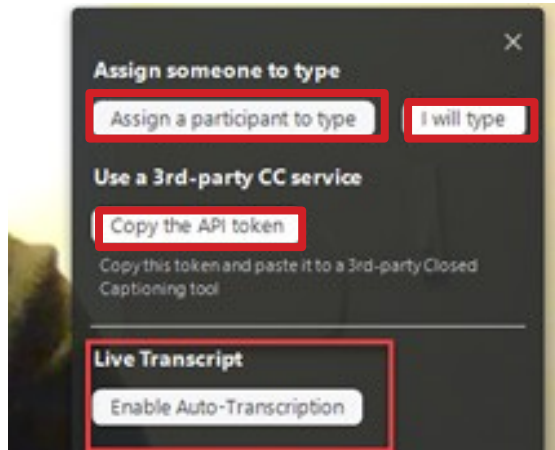 Assign someone to type
Assign a participant to type
I will type
Use a 3rd-party CC service
Copy the API token
Copy this token and paste it to a 3rd-party Closed
Captioning tool
Live Transcript
Enable Auto-Transcription